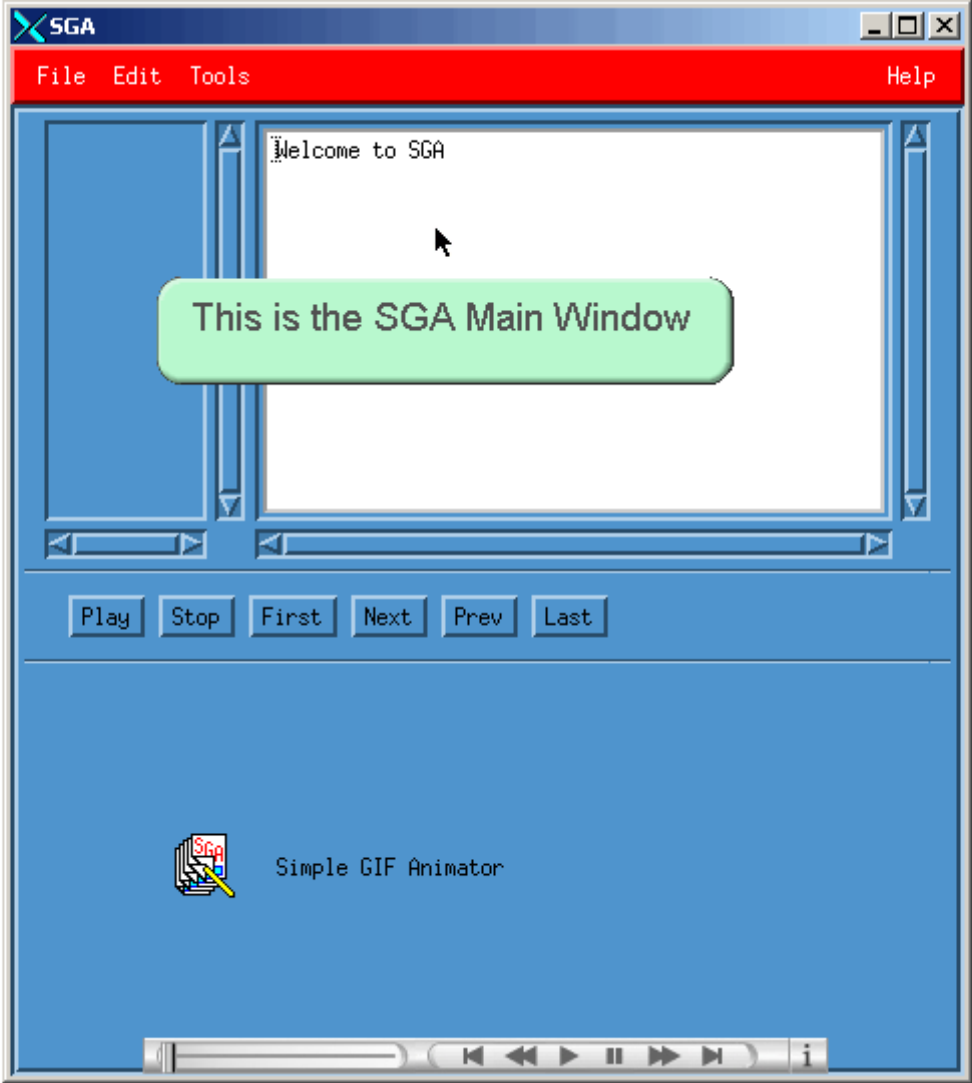 SGA
File Edit Tools Help
Welcome to SGA
This is the SGA Main Window
Play Stop First Next Prev Last
SGA
Simple GIF Animator
i